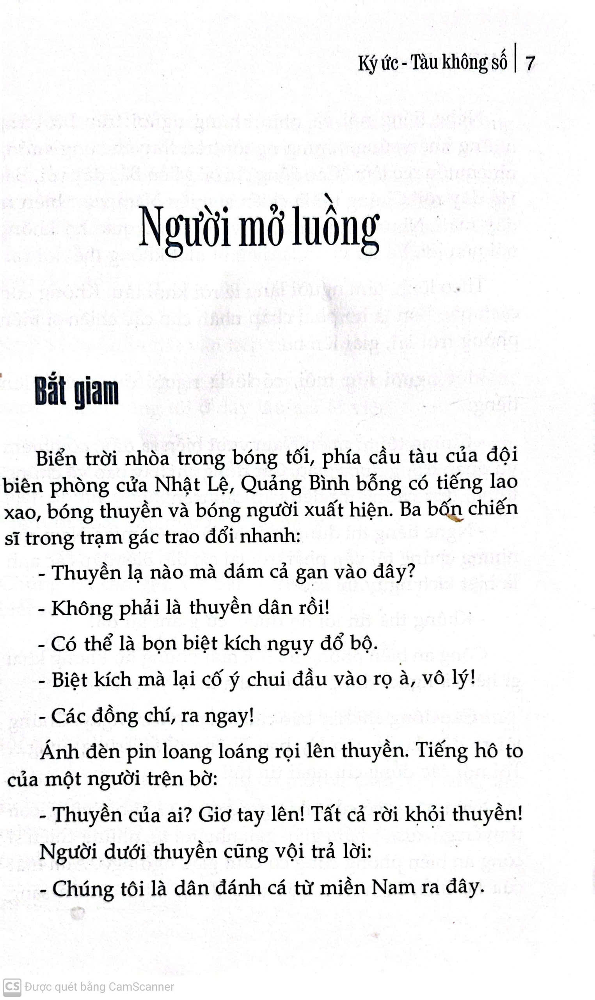 Ký ức - Tàu không số | 7
Người mở luồng
Bắt giam
Biển trời nhòa trong bóng tối, phía cầu tàu của đội
biên phòng cửa Nhật Lệ, Quảng Bình bỗng có tiếng lao
xao, bóng thuyền và bóng người xuất hiện. Ba bốn chiến
sĩ trong trạm gác trao đổi nhanh:
- Thuyền lạ nào mà dám cả gan vào đây?
- Không phải là thuyền dân rồi!
- Có thể là bọn biệt kích ngụy đổ bộ.
- Biệt kích mà lại cố ý chui đầu vào rọ à, vô lý!
- Các đồng chí, ra ngay!
Ánh đèn pin loang loáng rọi lên thuyền. Tiếng hô to
của một người trên bờ:
- Thuyền của ai? Giơ tay lên! Tất cả rời khỏi thuyền!
Người dưới thuyền cũng vội trả lời:
- Chúng tôi là dân đánh cá từ miền Nam ra đây.
CS Được quét bằng CamScanner